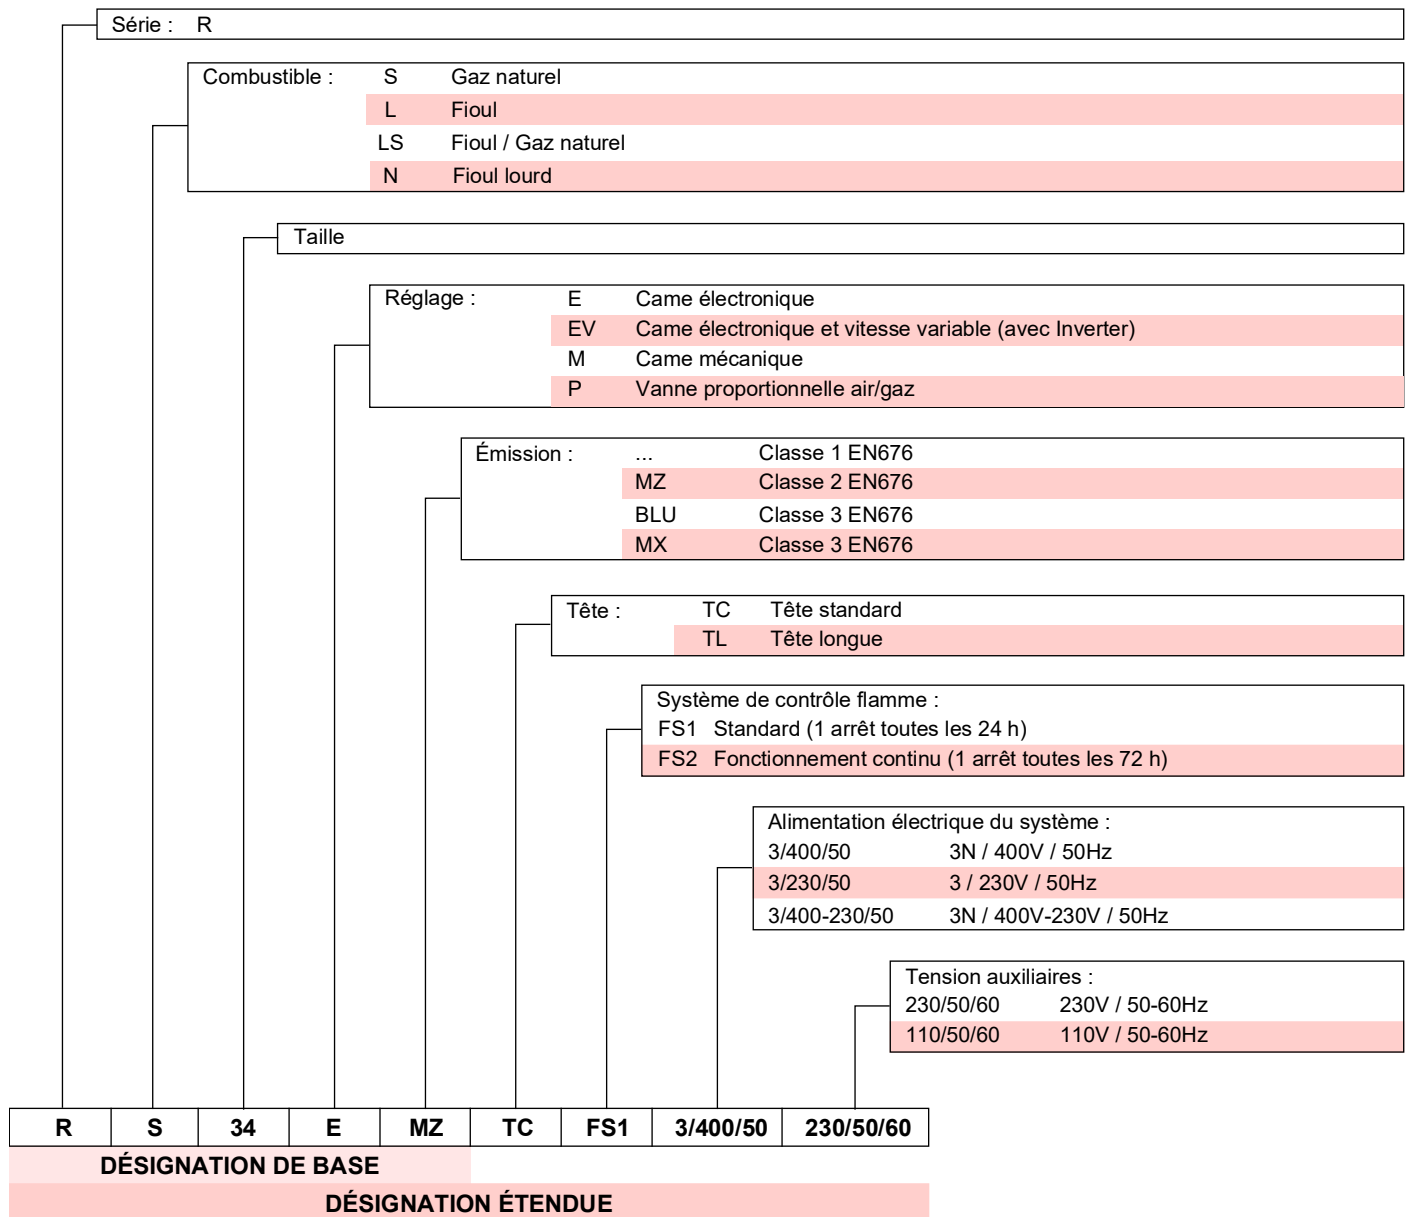 Série : R
Combustible : S Gaz naturel
L Fioul
LS Fioul / Gaz naturel
N Fioul lourd
Taille
Réglage : E Came électronique
EV Came électronique et vitesse variable (avec Inverter)
M Came mécanique
P Vanne proportionnelle air/gaz
Émission : ... Classe 1 EN676
MZ Classe 2 EN676
BLU Classe 3 EN676
MX Classe 3 EN676
Tête : TC Tête standard
TL Tête longue
Système de contrôle flamme :
FS1 Standard (1 arrêt toutes les 24 h)
FS2 Fonctionnement continu (1 arrêt toutes les 72 h)
Alimentation électrique du système :
3/400/50 3N / 400V / 50Hz
3/230/50 3 / 230V / 50Hz
3/400-230/50 3N / 400V-230V / 50Hz
Tension auxiliaires :
230/50/60 230V / 50-60Hz
110/50/60 110V / 50-60Hz
R S 34 E MZ TC FS1 3/400/50 230/50/60
DÉSIGNATION DE BASE
DÉSIGNATION ÉTENDUE